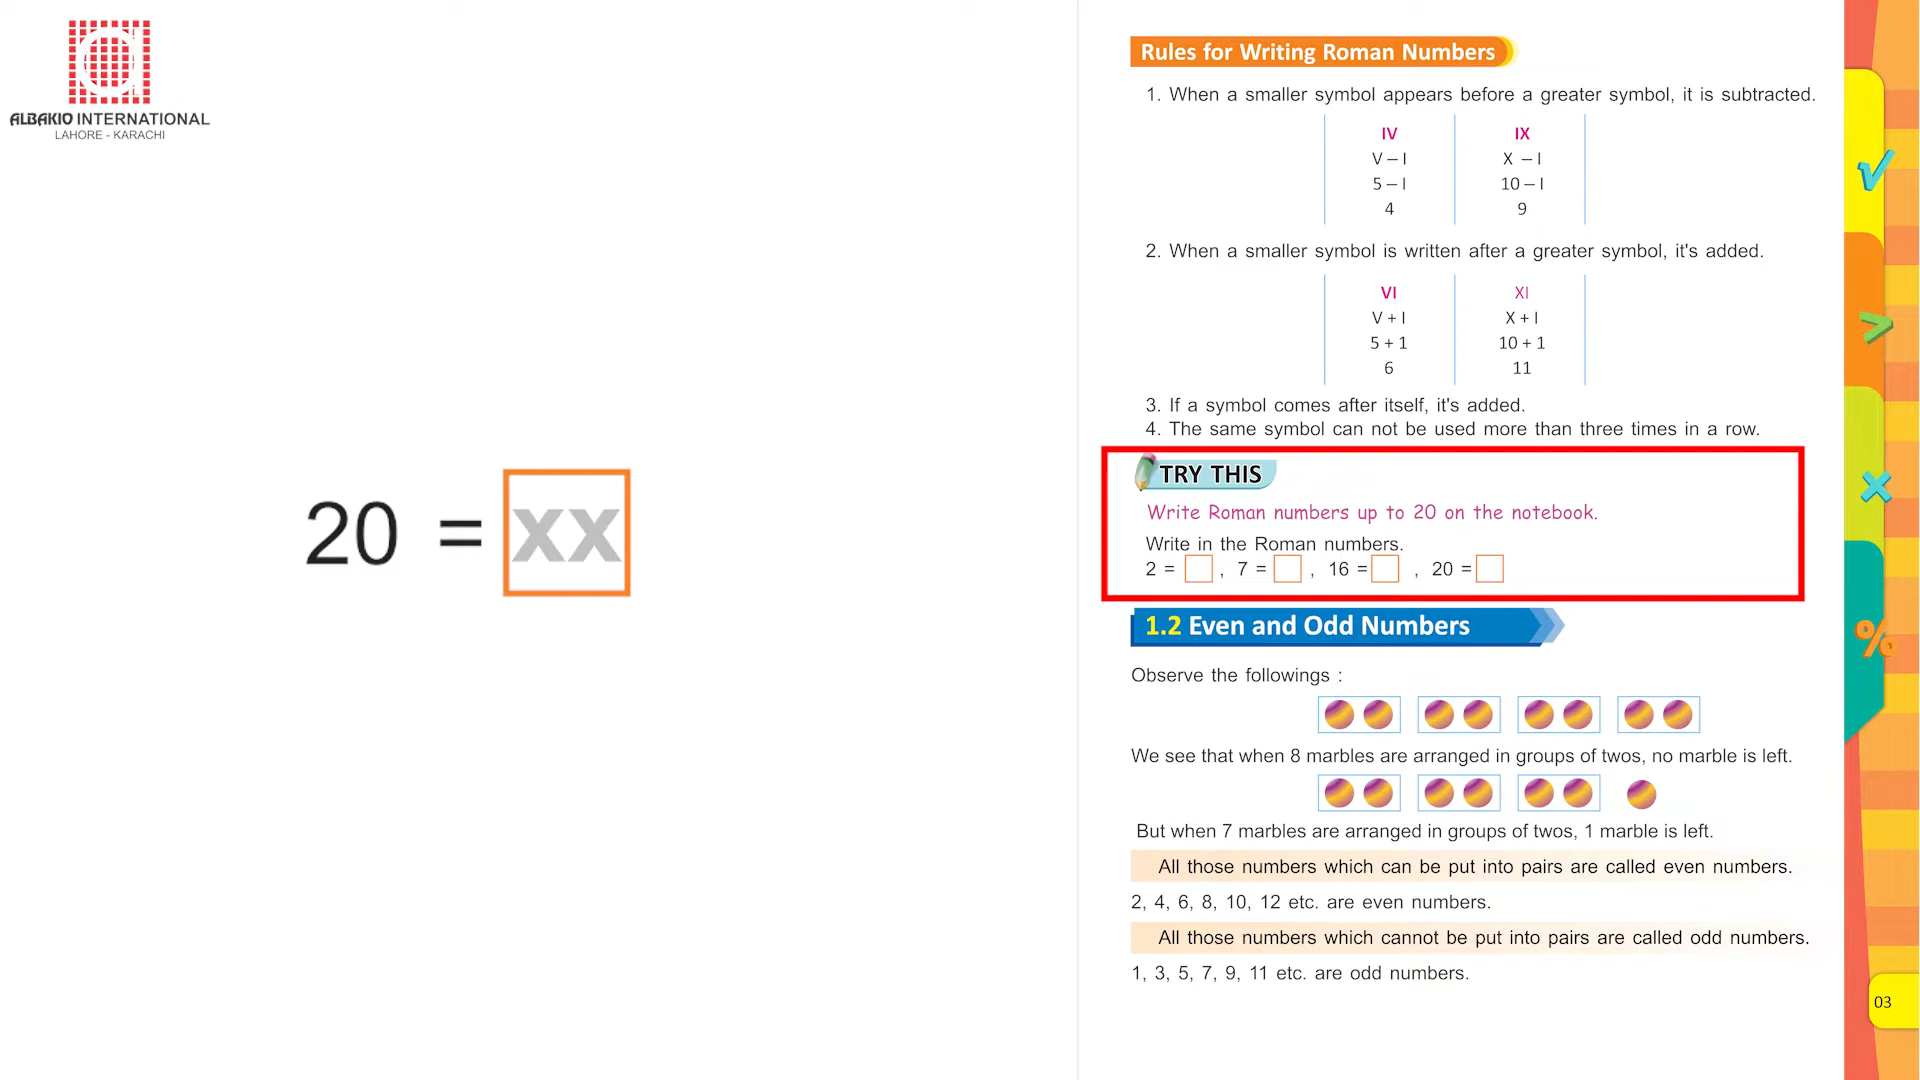 ALBAKIO INTERNATIONAL
LAHORE - KARACHI
20 = XX
Rules for Writing Roman Numbers
1. When a smaller symbol appears before a greater symbol, it is subtracted.
IV IX
V – I X – I
5 – I 10 – I
4 9
2. When a smaller symbol is written after a greater symbol, it's added.
VI XI
V + I X + I
5 + 1 10 + 1
6 11
3. If a symbol comes after itself, it's added.
4. The same symbol can not be used more than three times in a row.
TRY THIS
Write Roman numbers up to 20 on the notebook.
Write in the Roman numbers.
2 = , 7 = , 16 = , 20 =
1.2 Even and Odd Numbers
Observe the followings :
We see that when 8 marbles are arranged in groups of twos, no marble is left.
But when 7 marbles are arranged in groups of twos, 1 marble is left.
All those numbers which can be put into pairs are called even numbers.
2, 4, 6, 8, 10, 12 etc. are even numbers.
All those numbers which cannot be put into pairs are called odd numbers.
1, 3, 5, 7, 9, 11 etc. are odd numbers.
√
>
×
%
03